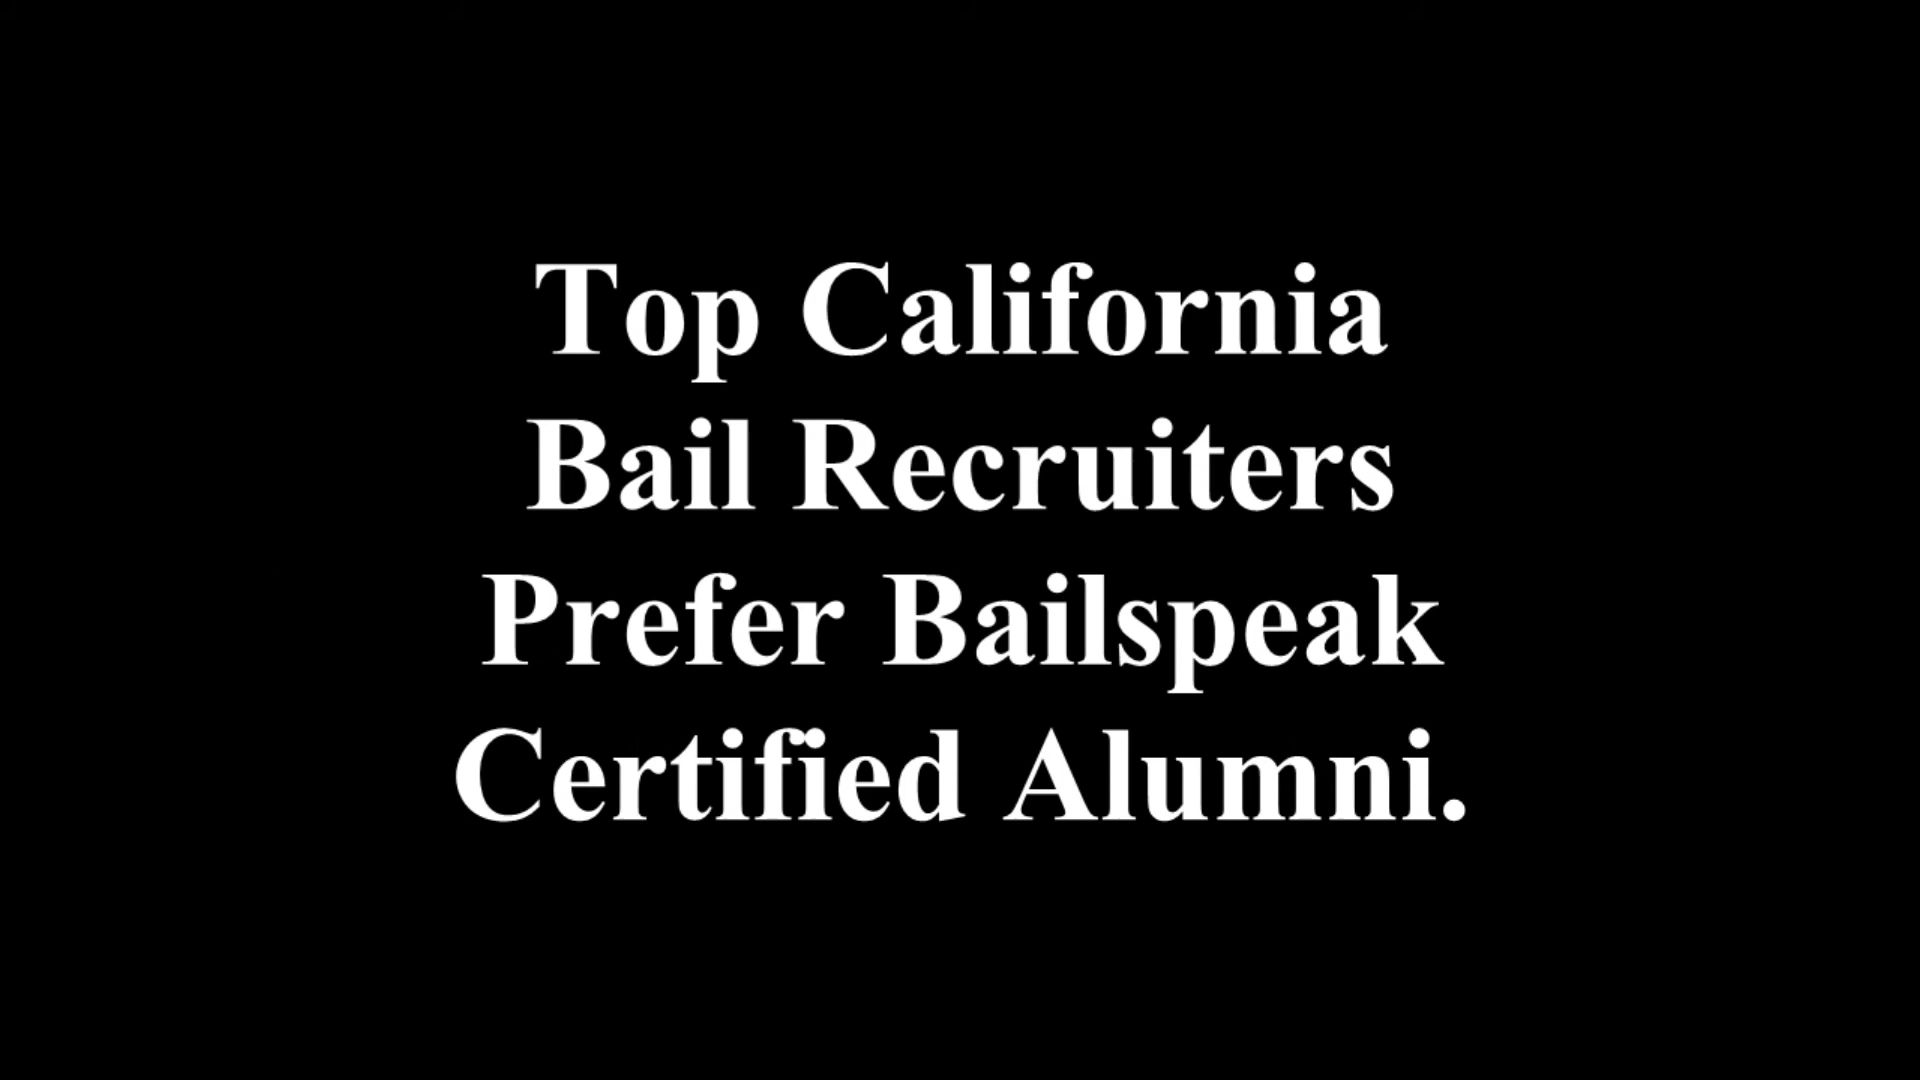 Top California
Bail Recruiters
Prefer Bailspeak
Certified Alumni.